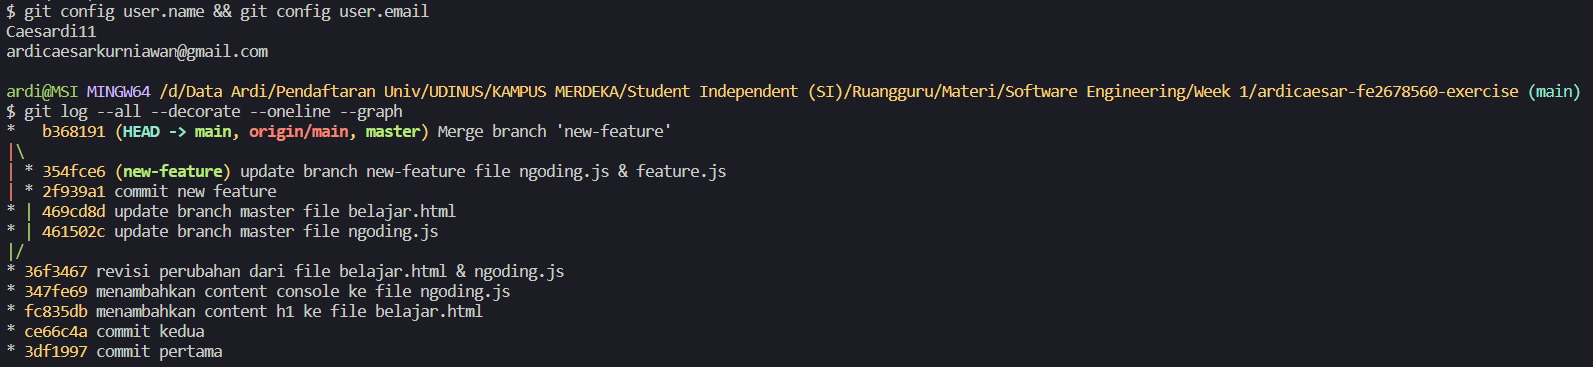 $ git config user.name && git config user.email
Caesardi11
ardicaesarkurniawan@gmail.com
ardi@MSI MINGW64 /d/Data Ardi/Pendaftaran Univ/UDINUS/KAMPUS MERDEKA/Student Independent (SI)/Ruangguru/Materi/Software Engineering/Week 1/ardicaesar-fe2678560-exercise (main)
$ git log --all --decorate --oneline --graph
*   b368191 (HEAD -> main, origin/main, master) Merge branch 'new-feature'
|\
| * 354fce6 (new-feature) update branch new-feature file ngoding.js & feature.js
| * 2f939a1 commit new feature
* | 469cd8d update branch master file belajar.html
* | 461502c update branch master file ngoding.js
|/
* 36f3467 revisi perubahan dari file belajar.html & ngoding.js
* 347fe69 menambahkan content console ke file ngoding.js
* fc835db menambahkan content h1 ke file belajar.html
* ce66c4a commit kedua
* 3df1997 commit pertama